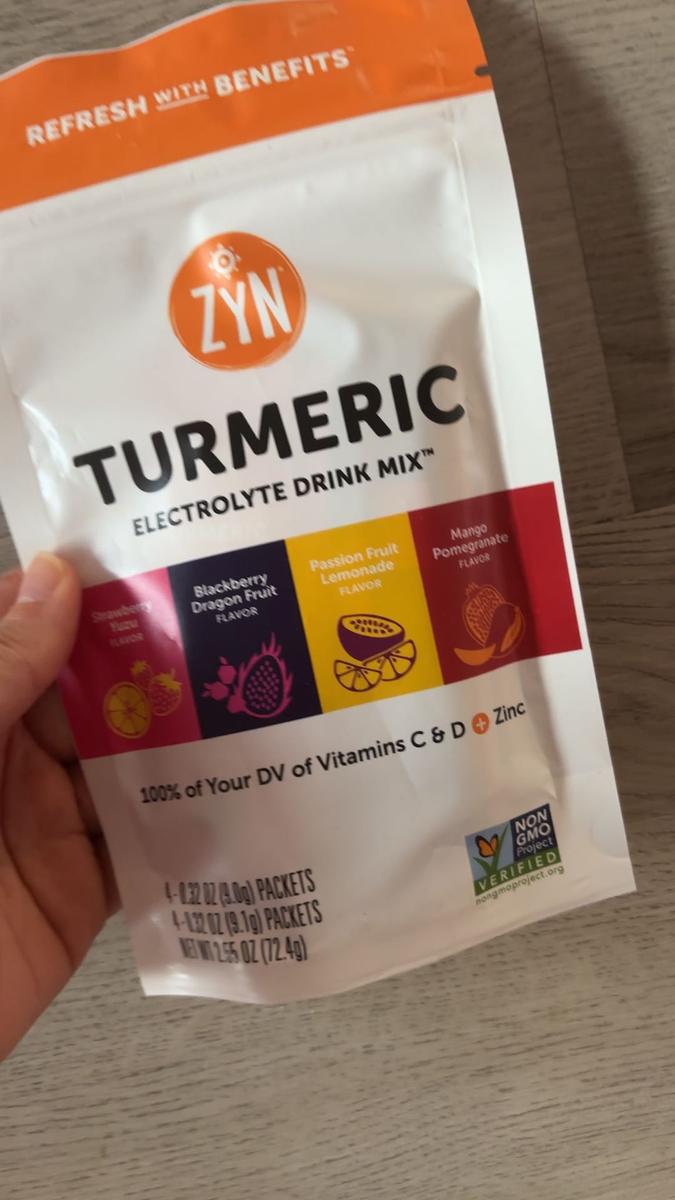 REFRESH WITH BENEFITS™
ZYN™
TURMERIC
ELECTROLYTE DRINK MIX™
Strawberry
Yuzu
FLAVOR
Blackberry
Dragon Fruit
FLAVOR
Passion Fruit
Lemonade
FLAVOR
Mango
Pomegranate
FLAVOR
100% of Your DV of Vitamins C & D + Zinc
NON
GMO
Project
VERIFIED
nongmoproject.org
4-0.32 OZ (9.0g) PACKETS
4-0.32 OZ (9.1g) PACKETS
NET WT 2.55 OZ (72.4g)